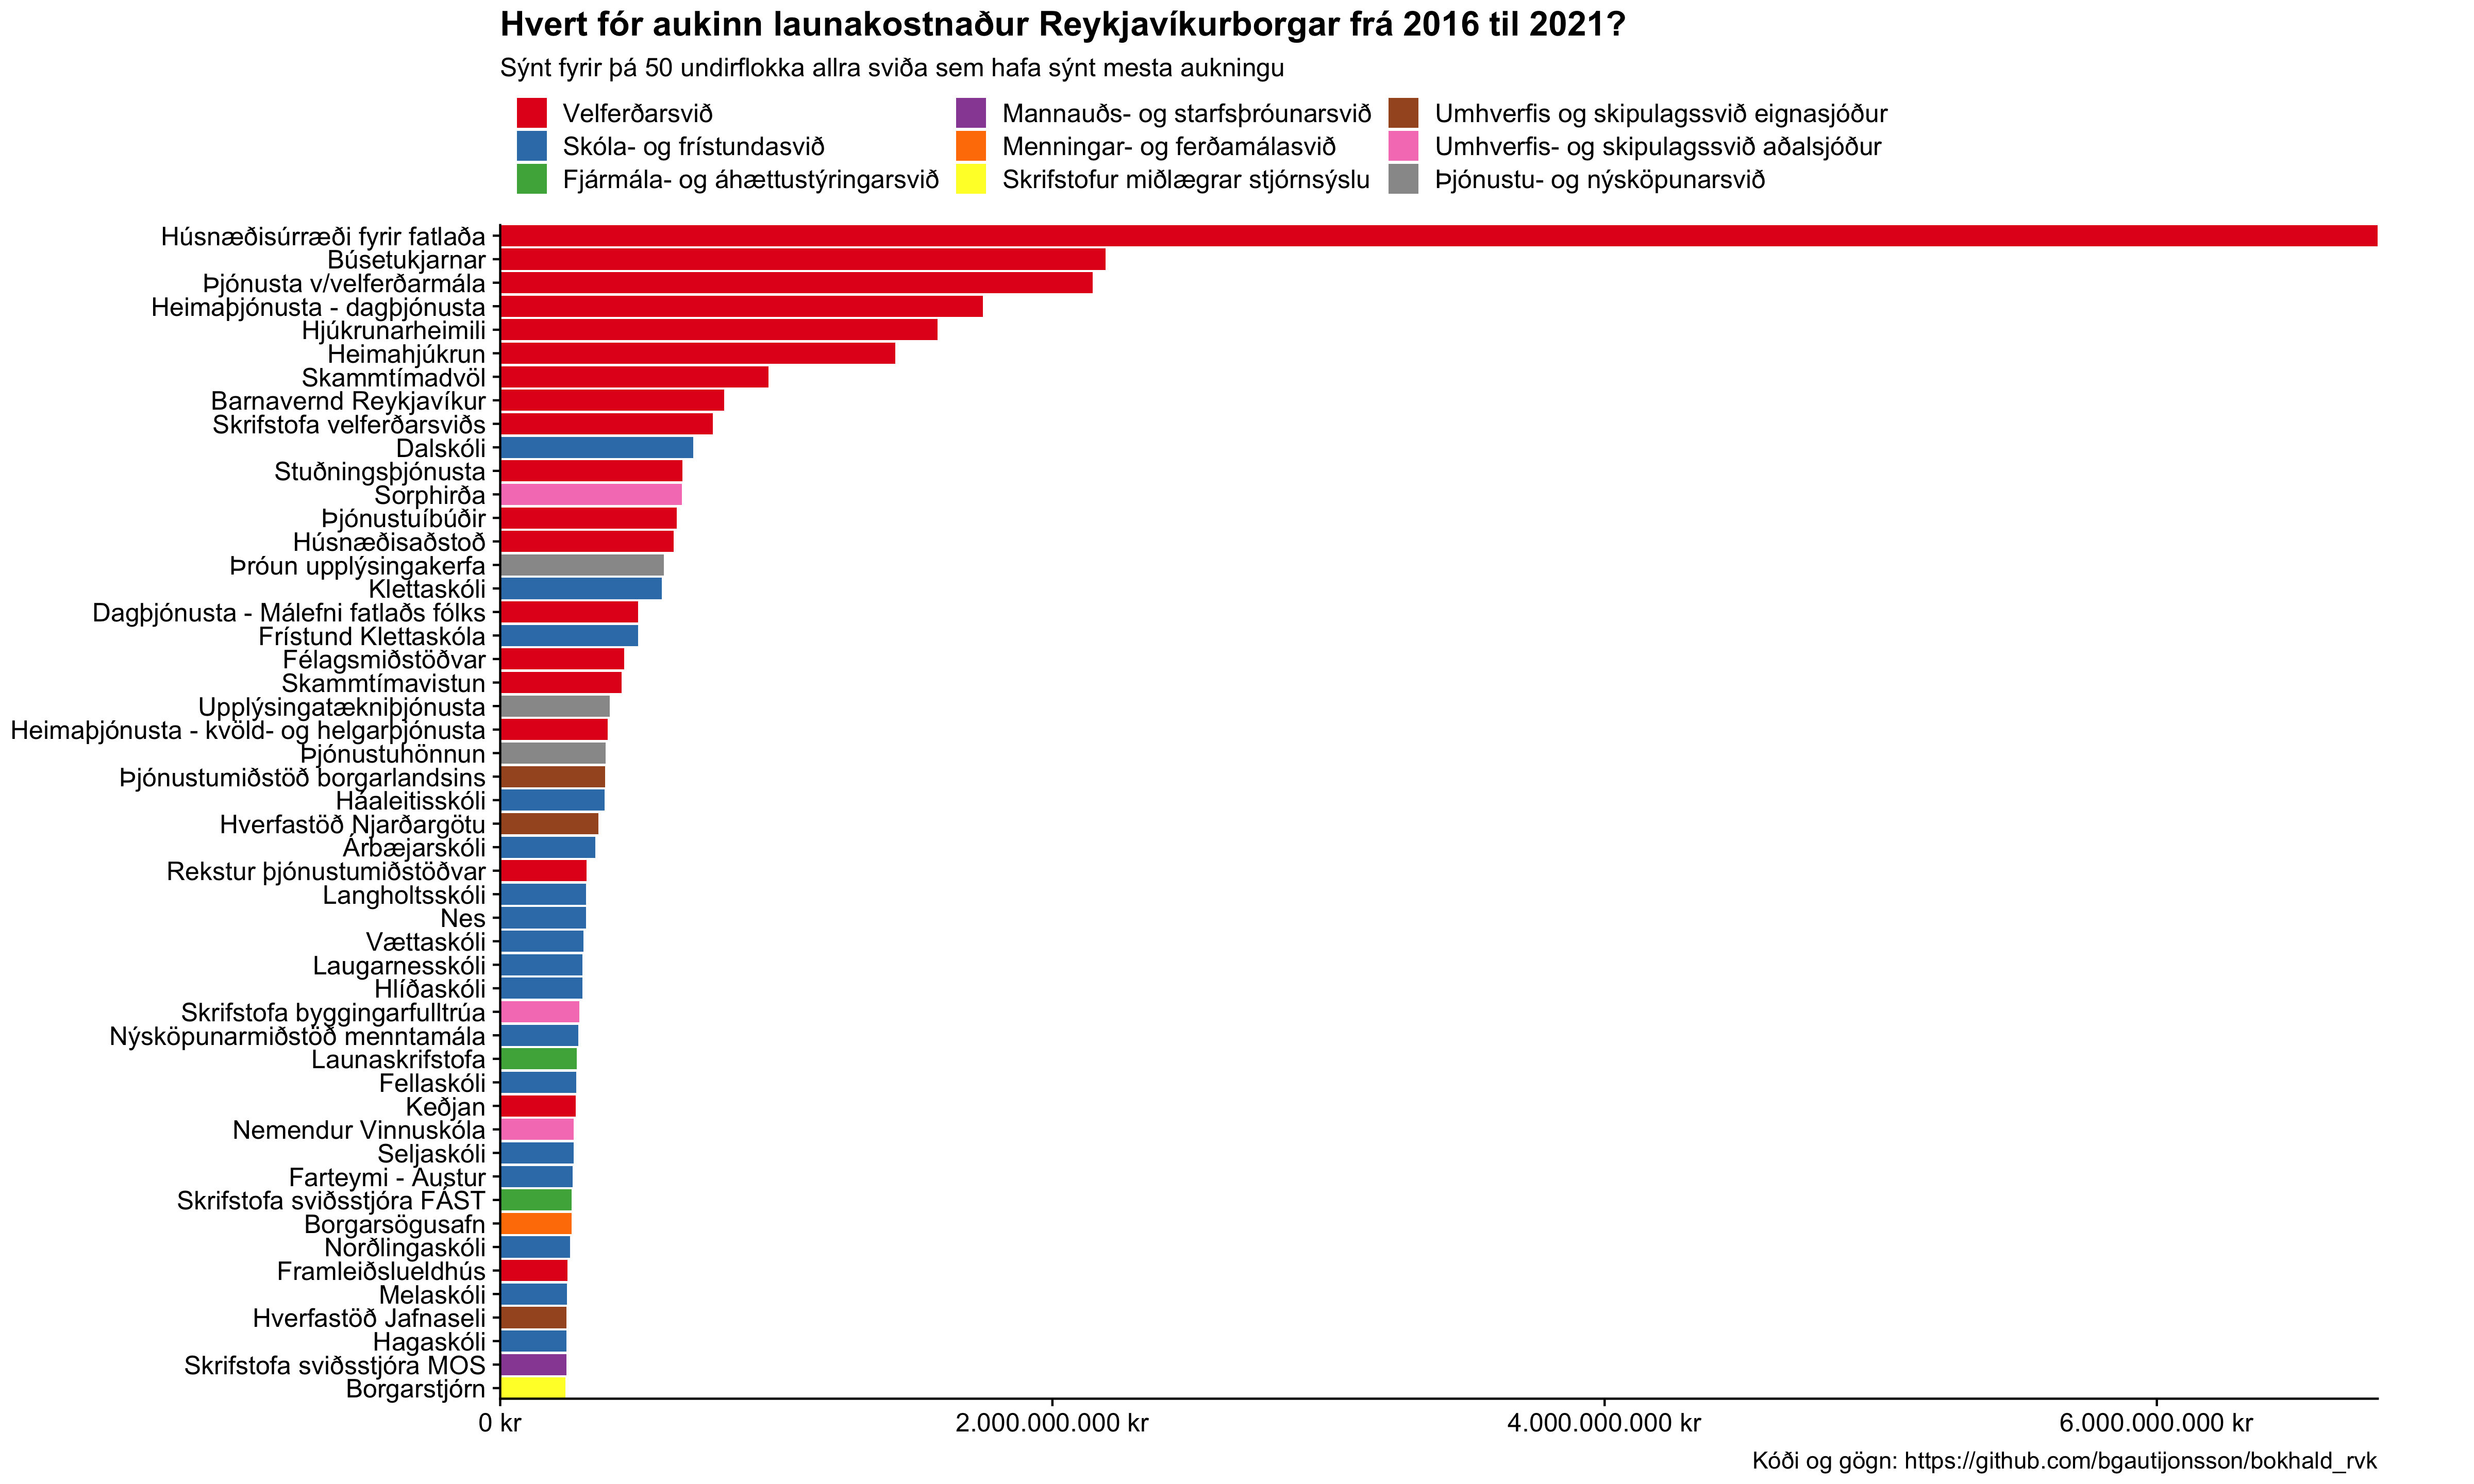 Hvert fór aukinn launakostnaður Reykjavíkurborgar frá 2016 til 2021?
Sýnt fyrir þá 50 undirflokka allra sviða sem hafa sýnt mesta aukningu
Velferðarsvið
Skóla- og frístundasvið
Fjármála- og áhættustýringarsvið
Mannauðs- og starfsþróunarsvið
Menningar- og ferðamálasvið
Skrifstofur miðlægrar stjórnsýslu
Umhverfis og skipulagssvið eignasjóður
Umhverfis- og skipulagssvið aðalsjóður
Þjónustu- og nýsköpunarsvið
Húsnæðisúrræði fyrir fatlaða
Búsetukjarnar
Þjónusta v/velferðarmála
Heimaþjónusta - dagþjónusta
Hjúkrunarheimili
Heimahjúkrun
Skammtímadvöl
Barnavernd Reykjavíkur
Skrifstofa velferðarsviðs
Dalskóli
Stuðningsþjónusta
Sorphirða
Þjónustuíbúðir
Húsnæðisaðstoð
Þróun upplýsingakerfa
Klettaskóli
Dagþjónusta - Málefni fatlaðs fólks
Frístund Klettaskóla
Félagsmiðstöðvar
Skammtímavistun
Upplýsingatækniþjónusta
Heimaþjónusta - kvöld- og helgarþjónusta
Þjónustuhönnun
Þjónustumiðstöð borgarlandsins
Háaleitisskóli
Hverfastöð Njarðargötu
Árbæjarskóli
Rekstur þjónustumiðstöðvar
Langholtsskóli
Nes
Vættaskóli
Laugarnesskóli
Hlíðaskóli
Skrifstofa byggingarfulltrúa
Nýsköpunarmiðstöð menntamála
Launaskrifstofa
Fellaskóli
Keðjan
Nemendur Vinnuskóla
Seljaskóli
Farteymi - Austur
Skrifstofa sviðsstjóra FÁST
Borgarsögusafn
Norðlingaskóli
Framleiðslueldhús
Melaskóli
Hverfastöð Jafnaseli
Hagaskóli
Skrifstofa sviðsstjóra MOS
Borgarstjórn
0 kr
2.000.000.000 kr
4.000.000.000 kr
6.000.000.000 kr
Kóði og gögn: https://github.com/bgautijonsson/bokhald_rvk